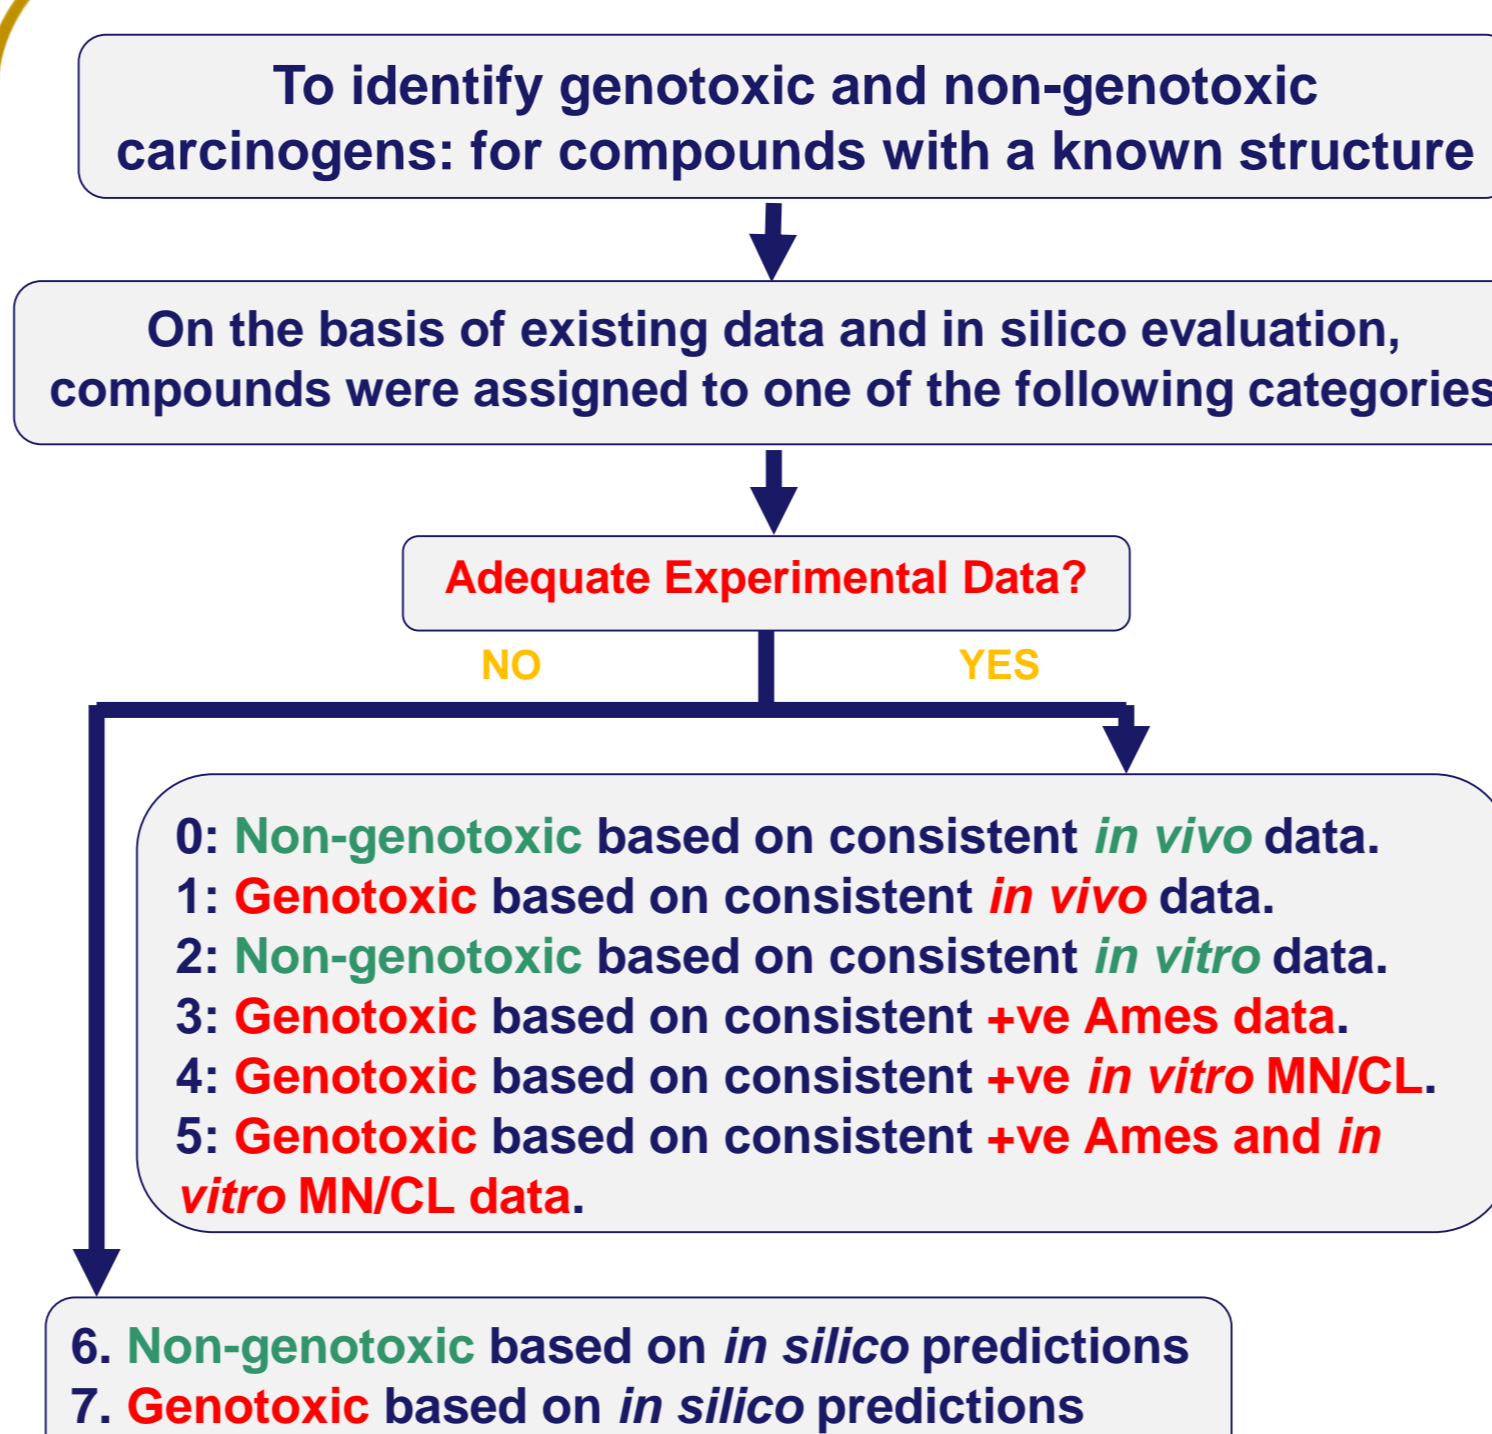 To identify genotoxic and non-genotoxic
carcinogens: for compounds with a known structure
On the basis of existing data and in silico evaluation,
compounds were assigned to one of the following categories
Adequate Experimental Data?
NO
YES
0: Non-genotoxic based on consistent in vivo data.
1: Genotoxic based on consistent in vivo data.
2: Non-genotoxic based on consistent in vitro data.
3: Genotoxic based on consistent +ve Ames data.
4: Genotoxic based on consistent +ve in vitro MN/CL.
5: Genotoxic based on consistent +ve Ames and in
vitro MN/CL data.
6. Non-genotoxic based on in silico predictions
7. Genotoxic based on in silico predictions